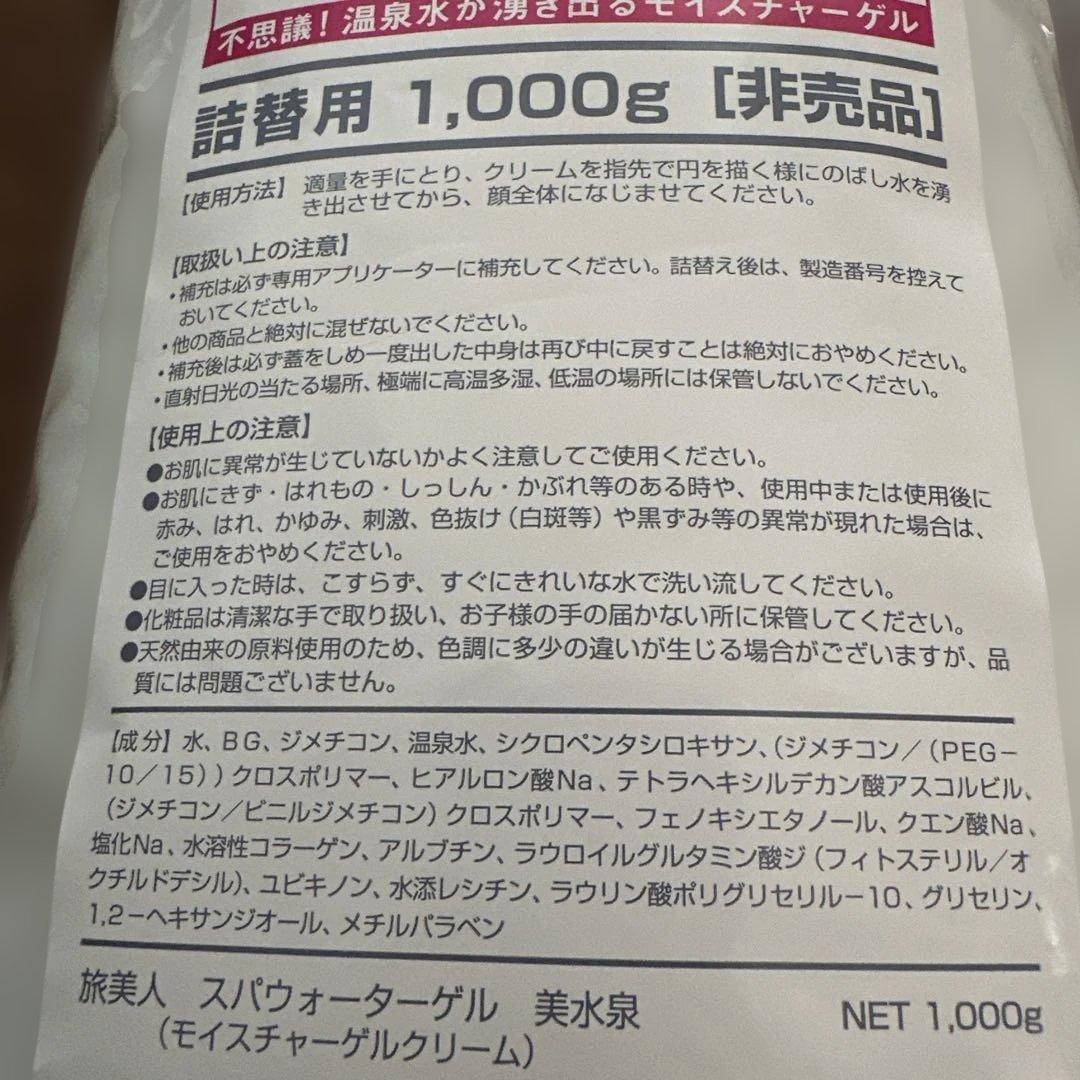 不思議！温泉水が湧き出るモイスチャーゲル
詰替用 1,000g［非売品］
【使用方法】 適量を手にとり、クリームを指先で円を描く様にのばし水を湧
き出させてから、顔全体になじませてください。
【取扱い上の注意】
・補充は必ず専用アプリケーターに補充してください。詰替え後は、製造番号を控えて
おいてください。
・他の商品と絶対に混ぜないでください。
・補充後は必ず蓋をしめ一度出した中身は再び中に戻すことは絶対におやめください。
・直射日光の当たる場所、極端に高温多湿、低温の場所には保管しないでください。
【使用上の注意】
●お肌に異常が生じていないかよく注意してご使用ください。
●お肌にきず・はれもの・しっしん・かぶれ等のある時や、使用中または使用後に
赤み、はれ、かゆみ、刺激、色抜け（白斑等）や黒ずみ等の異常が現れた場合は、
ご使用をおやめください。
●目に入った時は、こすらず、すぐにきれいな水で洗い流してください。
●化粧品は清潔な手で取り扱い、お子様の手の届かない所に保管してください。
●天然由来の原料使用のため、色調に多少の違いが生じる場合がございますが、品
質には問題ございません。
【成分】水、BG、ジメチコン、温泉水、シクロペンタシロキサン、（ジメチコン／（PEG－
10／15））クロスポリマー、ヒアルロン酸Na、テトラヘキシルデカン酸アスコルビル、
（ジメチコン／ビニルジメチコン）クロスポリマー、フェノキシエタノール、クエン酸Na、
塩化Na、水溶性コラーゲン、アルブチン、ラウロイルグルタミン酸ジ（フィトステリル／オ
クチルドデシル）、ユビキノン、水添レシチン、ラウリン酸ポリグリセリル－10、グリセリン、
1,2－ヘキサンジオール、メチルパラベン
旅美人 スパウォーターゲル 美水泉
（モイスチャーゲルクリーム）
NET 1,000g